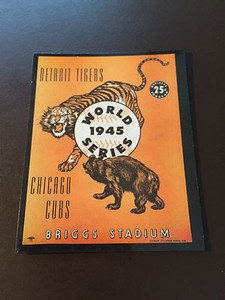 DETROIT TIGERS
25¢
WORLD
1945
SERIES
CHICAGO
CUBS
BRIGGS STADIUM